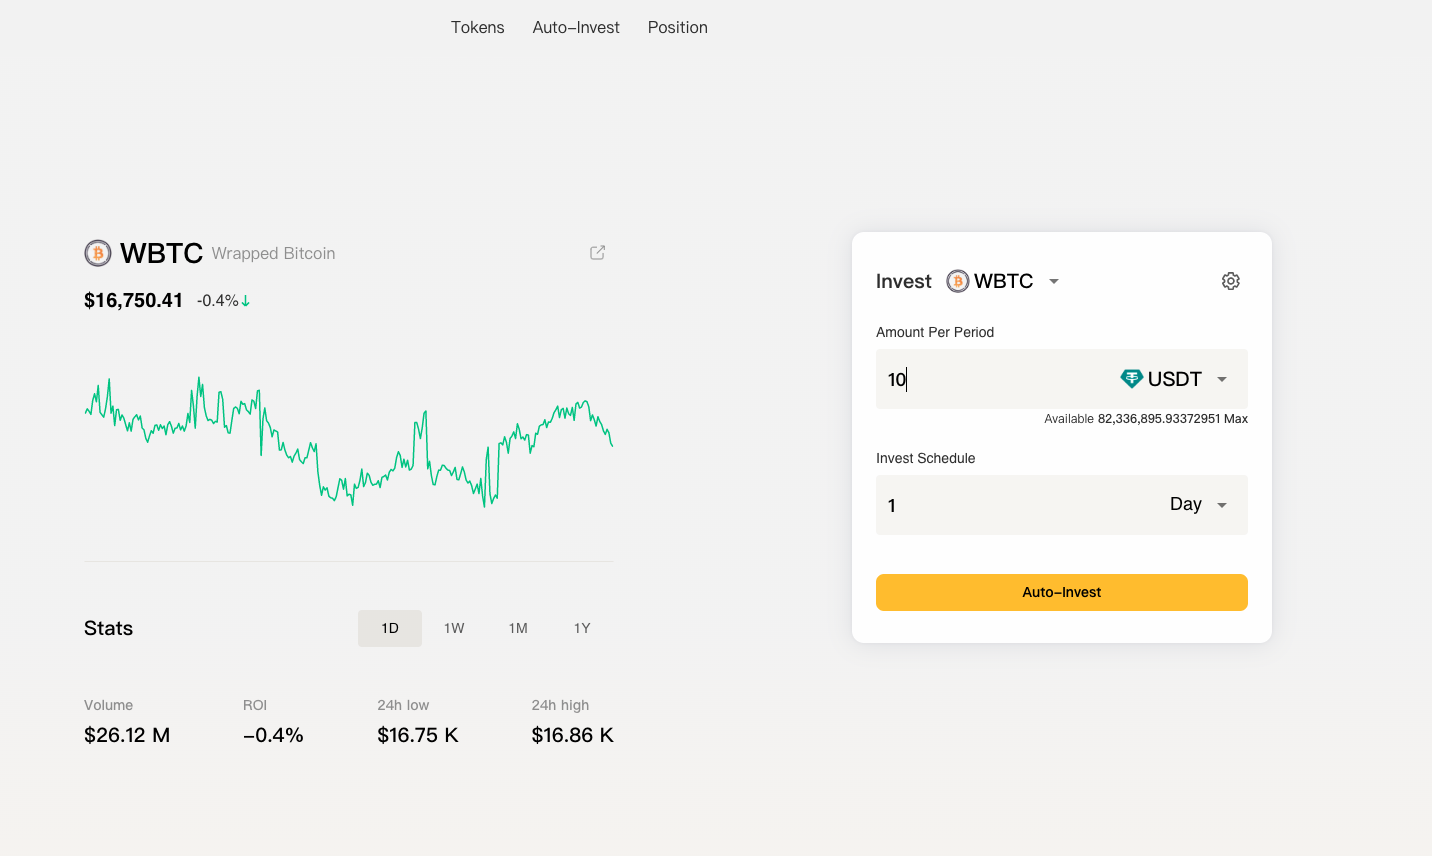 Tokens Auto-Invest Position
WBTC Wrapped Bitcoin
$16,750.41 -0.4%↓
Stats 1D 1W 1M 1Y
Volume ROI 24h low 24h high
$26.12 M -0.4% $16.75 K $16.86 K
Invest WBTC
Amount Per Period
10 USDT
Available 82,336,895.93372951 Max
Invest Schedule
1 Day
Auto-Invest